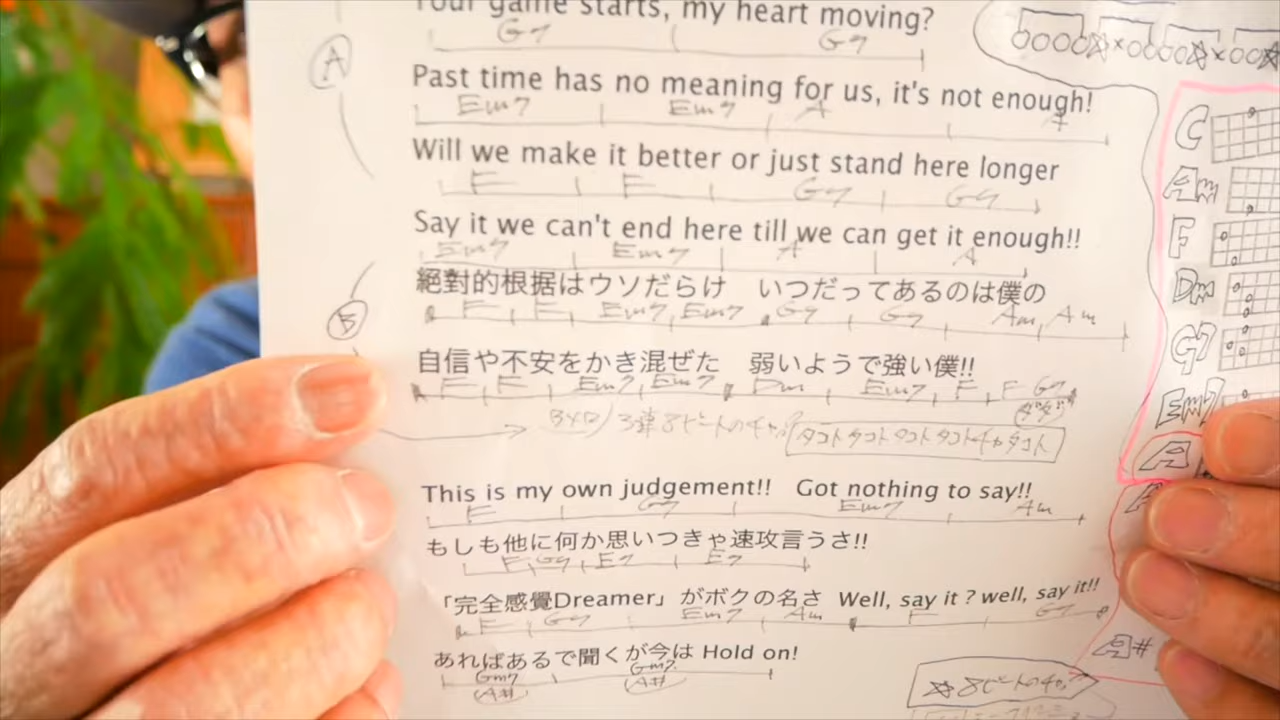 Your game starts, my heart moving?
G7 G7
A
Past time has no meaning for us, it's not enough!
Em7 Em7 A A
Will we make it better or just stand here longer
F F G7 G7
Say it we can't end here till we can get it enough!!
Em7 Em7 A A
絕對的根据はウソだらけ いつだってあるのは僕の
B
F F Em7 Em7 G7 G7 Am Am
自信や不安をかき混ぜた 弱いようで強い僕!!
F F Em7 Em7 Dm Em7 F F G7
タコトタコトタコトタコトチャタコト
This is my own judgement!! Got nothing to say!!
F G7 Em7 Am
もしも他に何か思いつきゃ速攻言うさ!!
F G7 E7 E7
「完全感覺Dreamer」がボクの名さ Well, say it ? well, say it!!
F G7 Em7 Am F G7
あればあるで聞くが今は Hold on!
Gm7 Gm7
A# A#
☆8ビートのチャ
C
Am
F
Dm
G7
Em7
A
A#